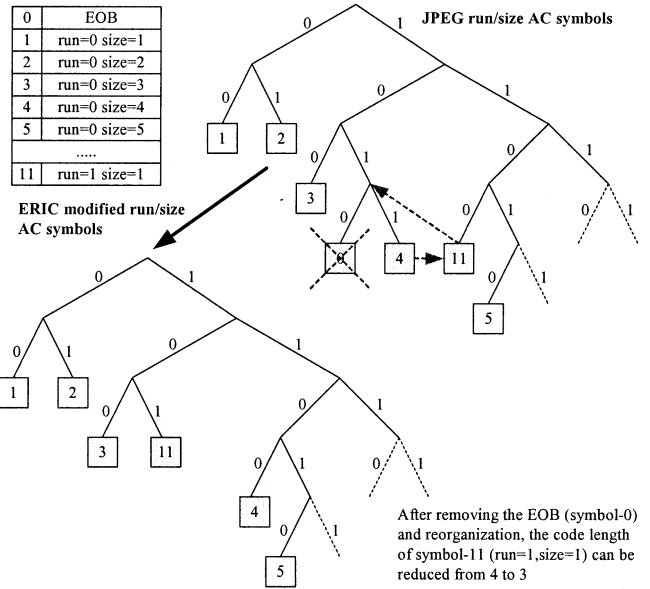 0 EOB
1 run=0 size=1
2 run=0 size=2
3 run=0 size=3
4 run=0 size=4
5 run=0 size=5
.....
11 run=1 size=1
JPEG run/size AC symbols
0 1
0 1 0 1
1 2
0 1 0 1
3
0 1 0 1 0 1
0 4 11
0
5
ERIC modified run/size
AC symbols
0 1
0 1 0 1
1 2
0 1 0 1
3 11
0 1 0 1
4
0 1
5
After removing the EOB (symbol-0)
and reorganization, the code length
of symbol-11 (run=1,size=1) can be
reduced from 4 to 3